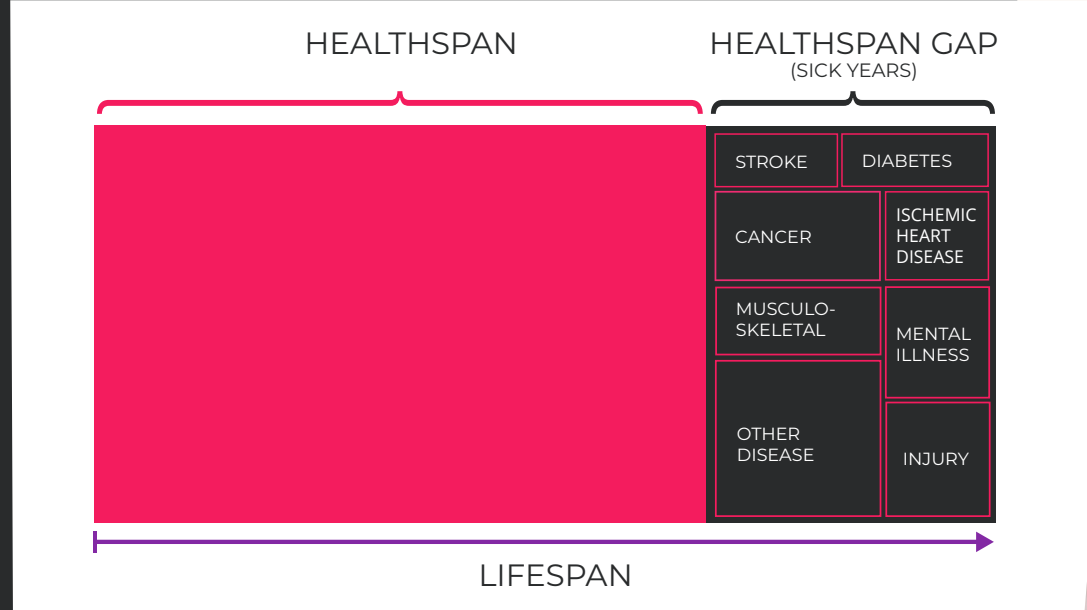 HEALTHSPAN
HEALTHSPAN GAP
(SICK YEARS)
STROKE
DIABETES
CANCER
ISCHEMIC
HEART
DISEASE
MUSCULO-
SKELETAL
MENTAL
ILLNESS
OTHER
DISEASE
INJURY
LIFESPAN